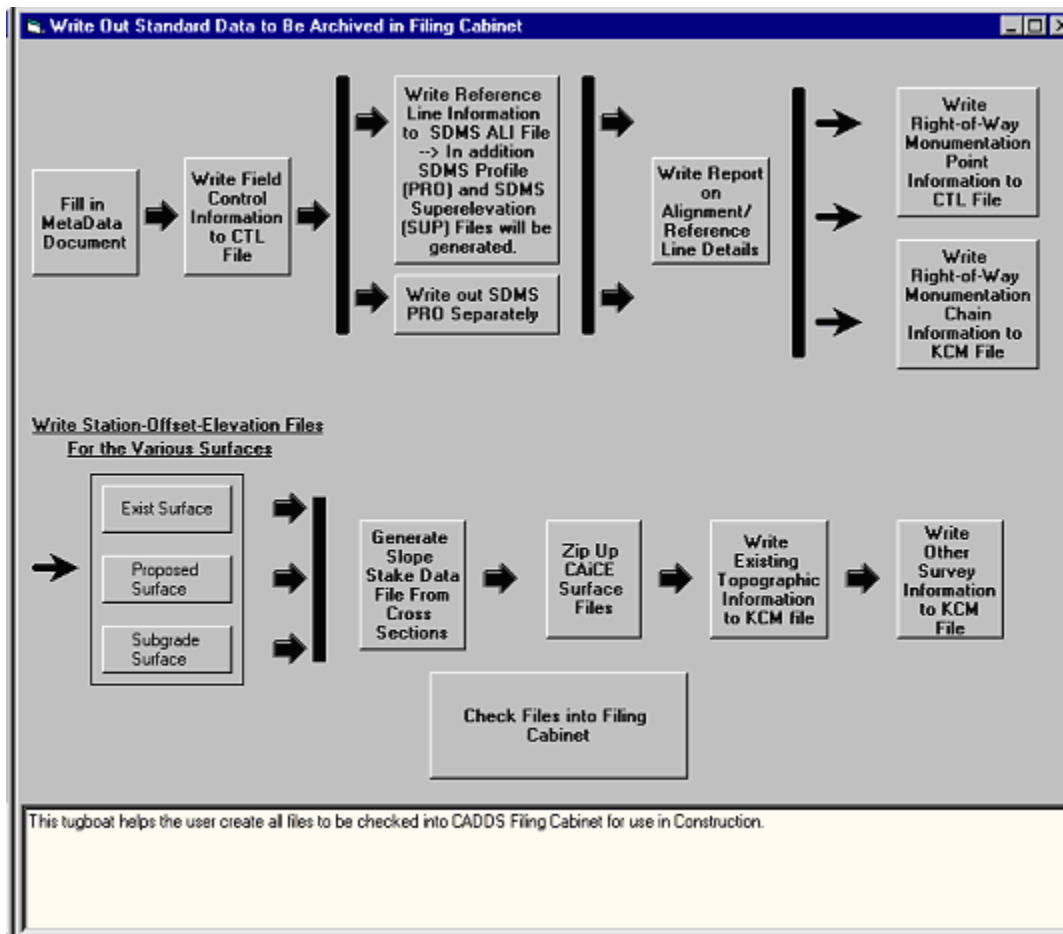 Write Out Standard Data to Be Archived in Filing Cabinet
Fill in
MetaData
Document
Write Field
Control
Information
to CTL
File
Write Reference
Line Information
to SDMS ALI File
--> In addition
SDMS Profile
(PRO) and SDMS
Superelevation
(SUP) Files will be
generated.
Write out SDMS
PRO Separately
Write Report
on
Alignment/
Reference
Line Details
Write
Right-of-Way
Monumentation
Point
Information to
CTL File
Write
Right-of-Way
Monumentation
Chain
Information to
KCM File
Write Station-Offset-Elevation Files
For the Various Surfaces
Exist Surface
Proposed
Surface
Subgrade
Surface
Generate
Slope
Stake Data
File From
Cross
Sections
Zip Up
CAiCE
Surface
Files
Write
Existing
Topographic
Information
to KCM file
Write
Other
Survey
Information
to KCM
File
Check Files into Filing
Cabinet
This tugboat helps the user create all files to be checked into CADDS Filing Cabinet for use in Construction.